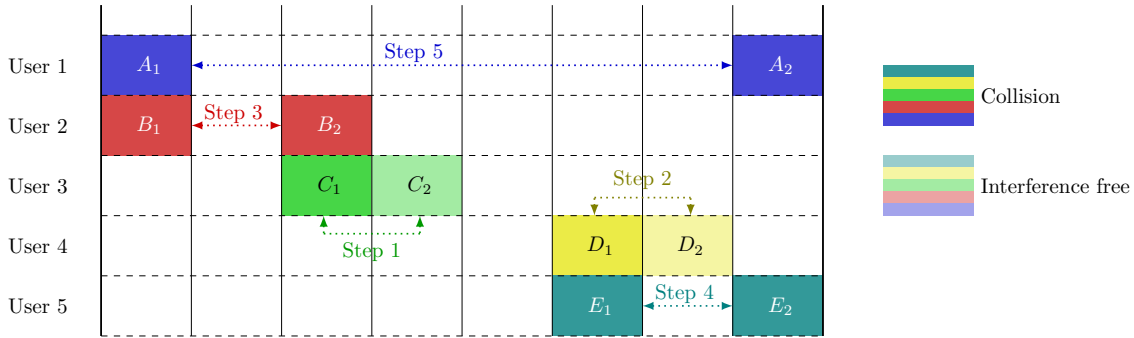 User 1 A₁ Step 5 A₂
User 2 B₁ Step 3 B₂
User 3 C₁ C₂ Step 2
User 4 Step 1 D₁ D₂
User 5 E₁ Step 4 E₂
Collision
Interference free